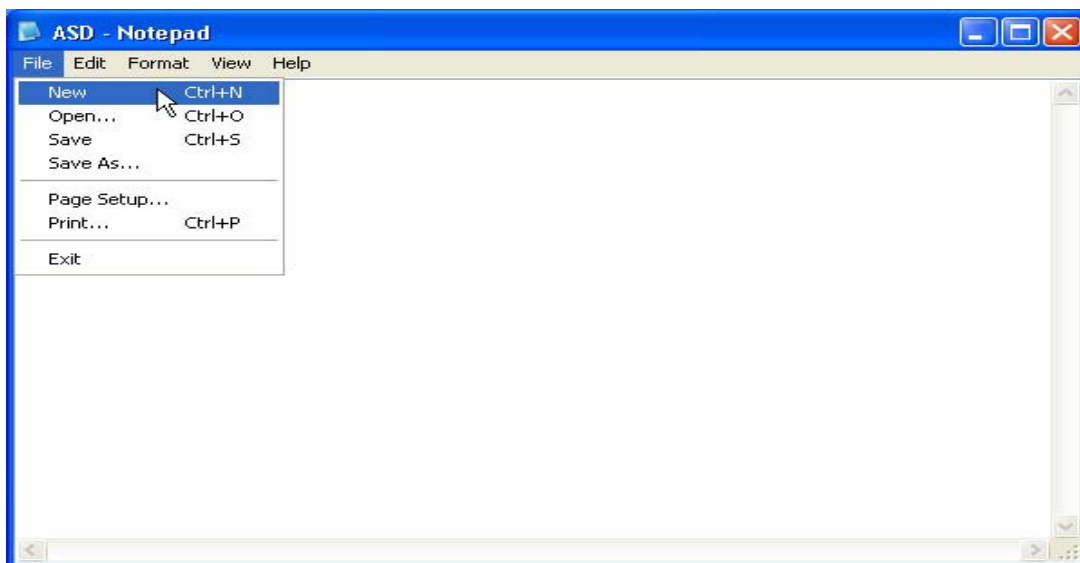 ASD - Notepad
File Edit Format View Help
New Ctrl+N
Open... Ctrl+O
Save Ctrl+S
Save As...
Page Setup...
Print... Ctrl+P
Exit